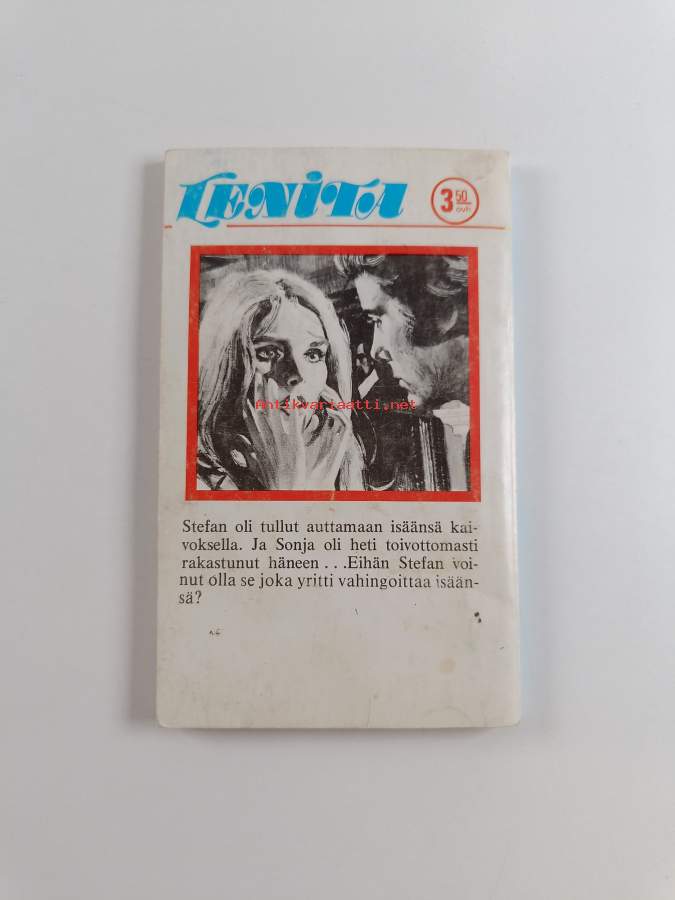 LENITA
3 50
ovh
Antikvariaatti.net
Stefan oli tullut auttamaan isäänsä kai-
voksella. Ja Sonja oli heti toivottomasti
rakastunut häneen . . .Eihän Stefan voi-
nut olla se joka yritti vahingoittaa isään-
sä?